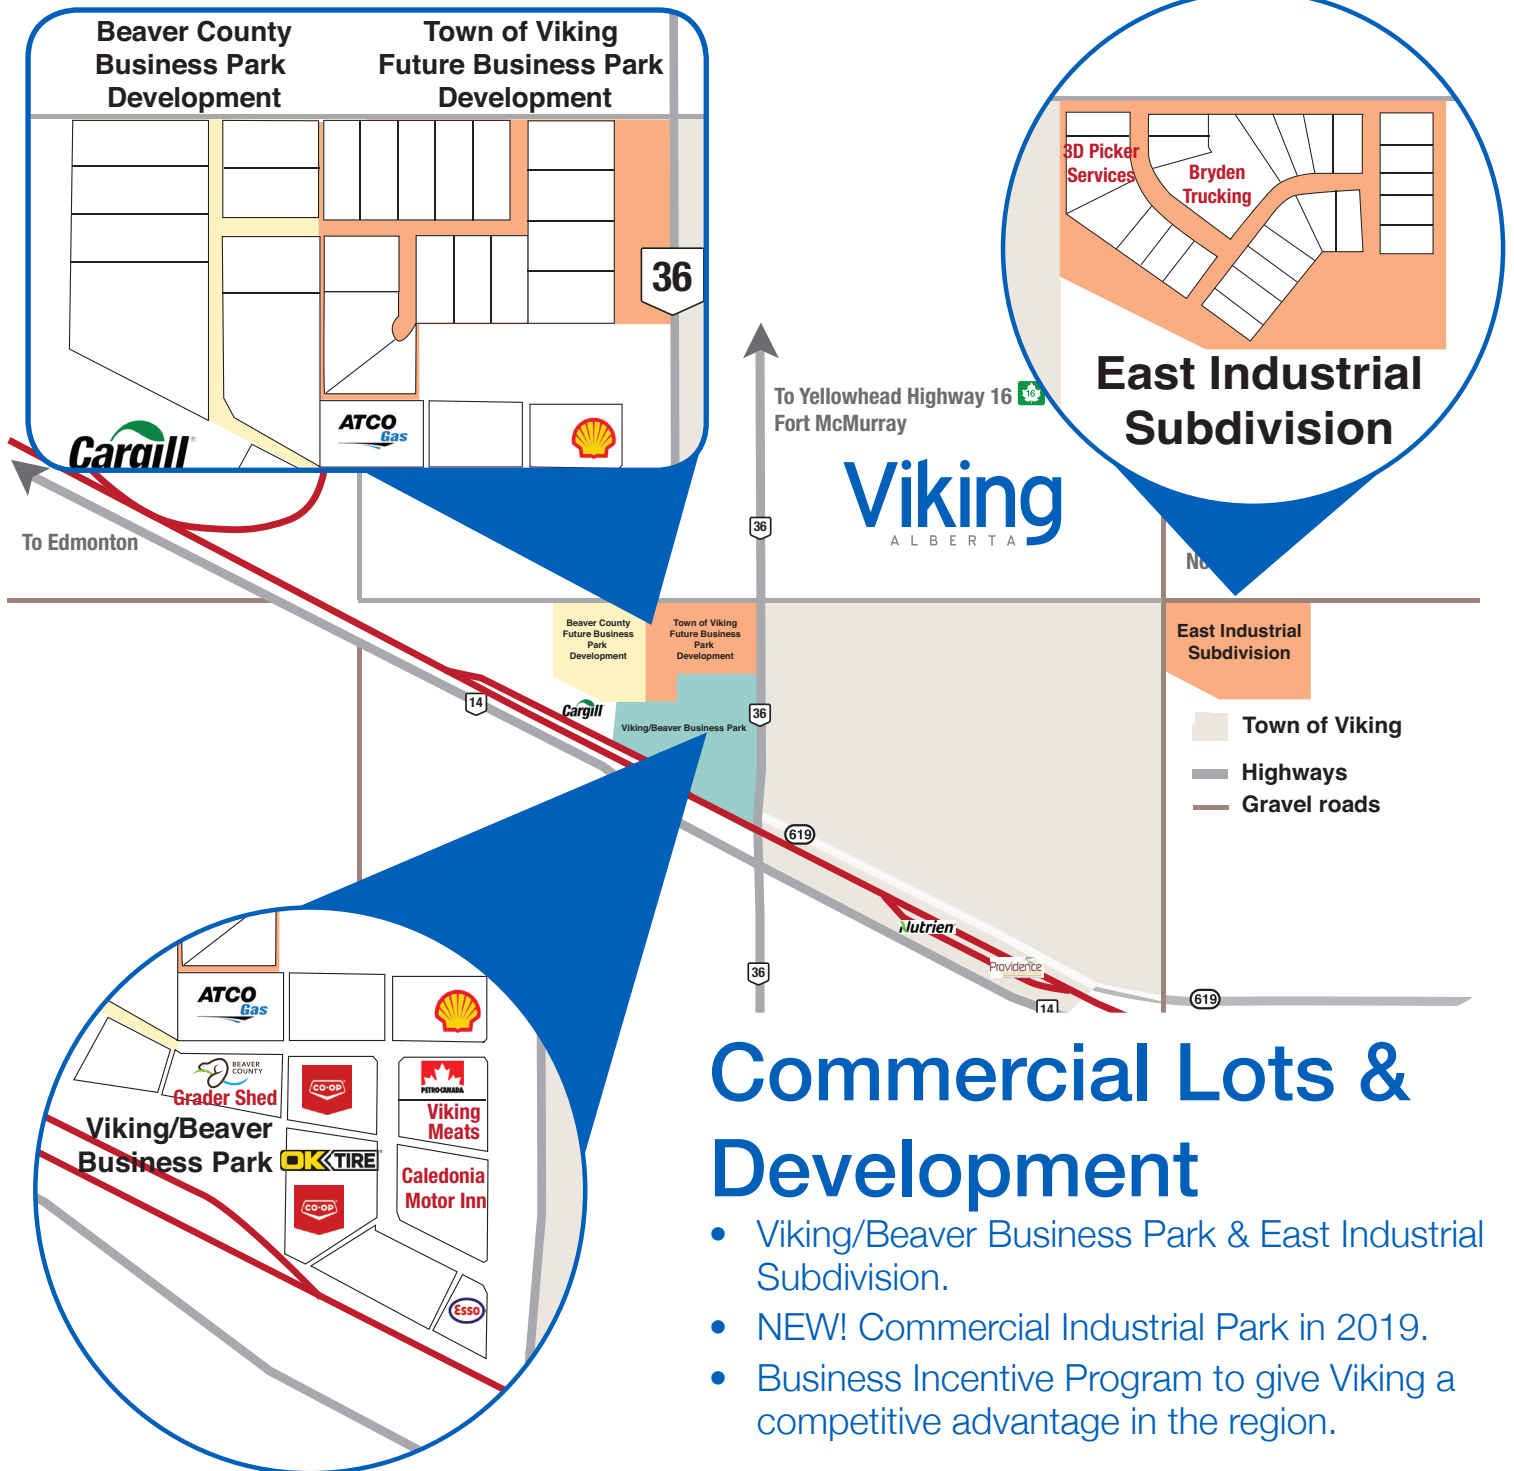 Beaver County
Business Park
Development
Town of Viking
Future Business Park
Development
36
Cargill
ATCO
Gas
3D Picker
Services
Bryden
Trucking
East Industrial
Subdivision
To Yellowhead Highway 16
16
Fort McMurray
Viking
ALBERTA
36
To Edmonton
Beaver County
Future Business
Park
Development
Town of Viking
Future Business
Park
Development
East Industrial
Subdivision
14
Cargill
36
Viking/Beaver Business Park
Town of Viking
Highways
Gravel roads
619
Nutrien
Providence
36
14
619
ATCO
Gas
BEAVER
COUNTY
Grader Shed
CO-OP
PETRO-CANADA
Viking
Meats
Viking/Beaver
Business Park
OK TIRE
Caledonia
Motor Inn
CO-OP
Esso
Commercial Lots &
Development
• Viking/Beaver Business Park & East Industrial
Subdivision.
• NEW! Commercial Industrial Park in 2019.
• Business Incentive Program to give Viking a
competitive advantage in the region.